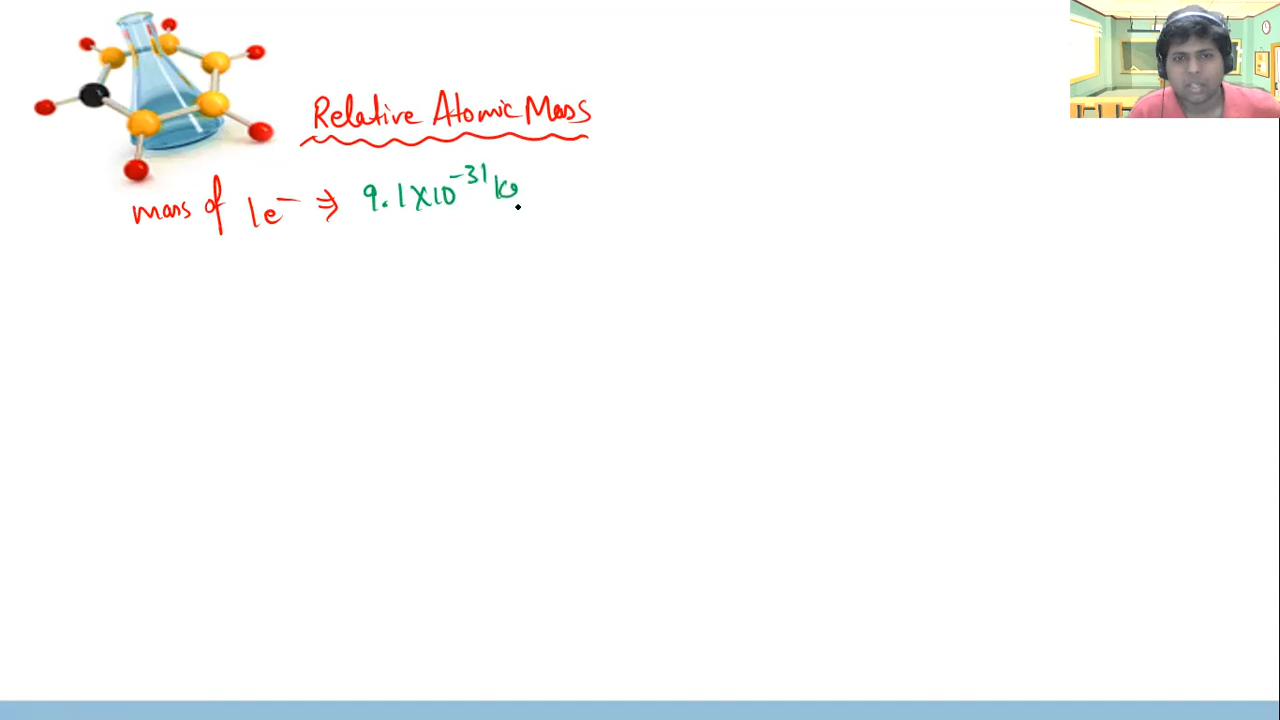 Relative Atomic Mass
mass of 1e⁻ ⇒ 9.1×10⁻³¹ kg